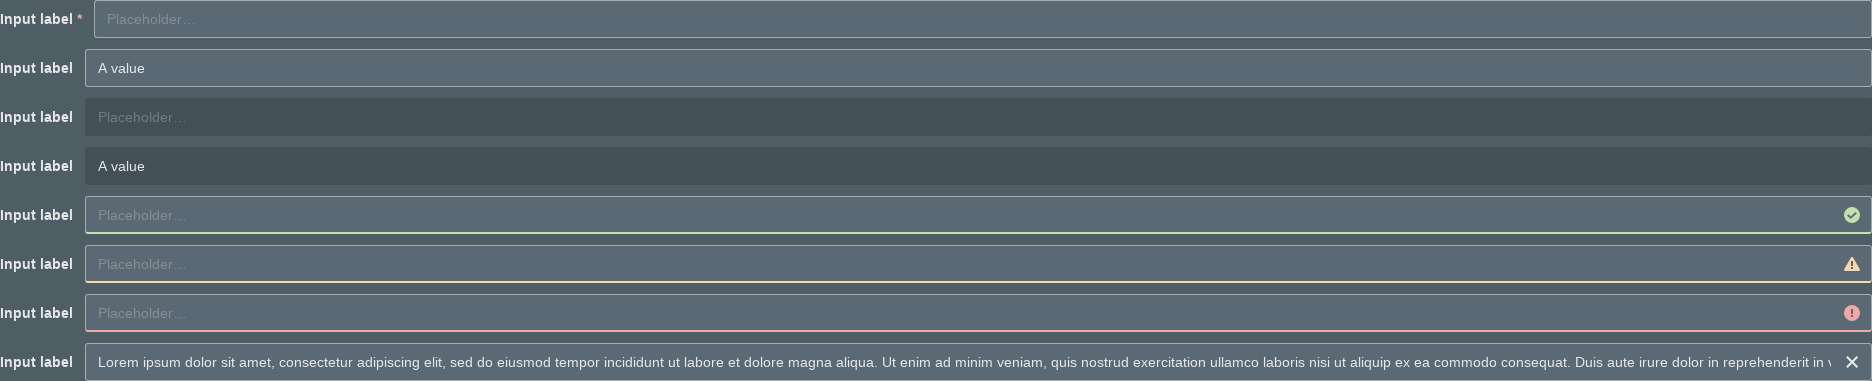 Input label * Placeholder…
Input label A value
Input label Placeholder…
Input label A value
Input label Placeholder…
Input label Placeholder…
Input label Placeholder…
Input label Lorem ipsum dolor sit amet, consectetur adipiscing elit, sed do eiusmod tempor incididunt ut labore et dolore magna aliqua. Ut enim ad minim veniam, quis nostrud exercitation ullamco laboris nisi ut aliquip ex ea commodo consequat. Duis aute irure dolor in reprehenderit in